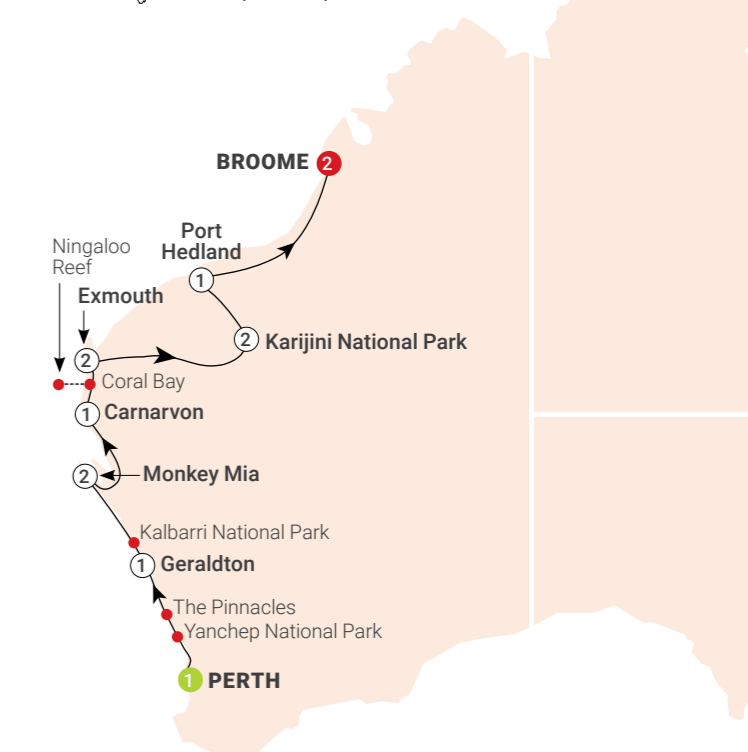 BROOME 2
Port
Hedland
1
Ningaloo
Reef
Exmouth
2
2 Karijini National Park
Coral Bay
1 Carnarvon
2 Monkey Mia
Kalbarri National Park
1 Geraldton
The Pinnacles
Yanchep National Park
1 PERTH